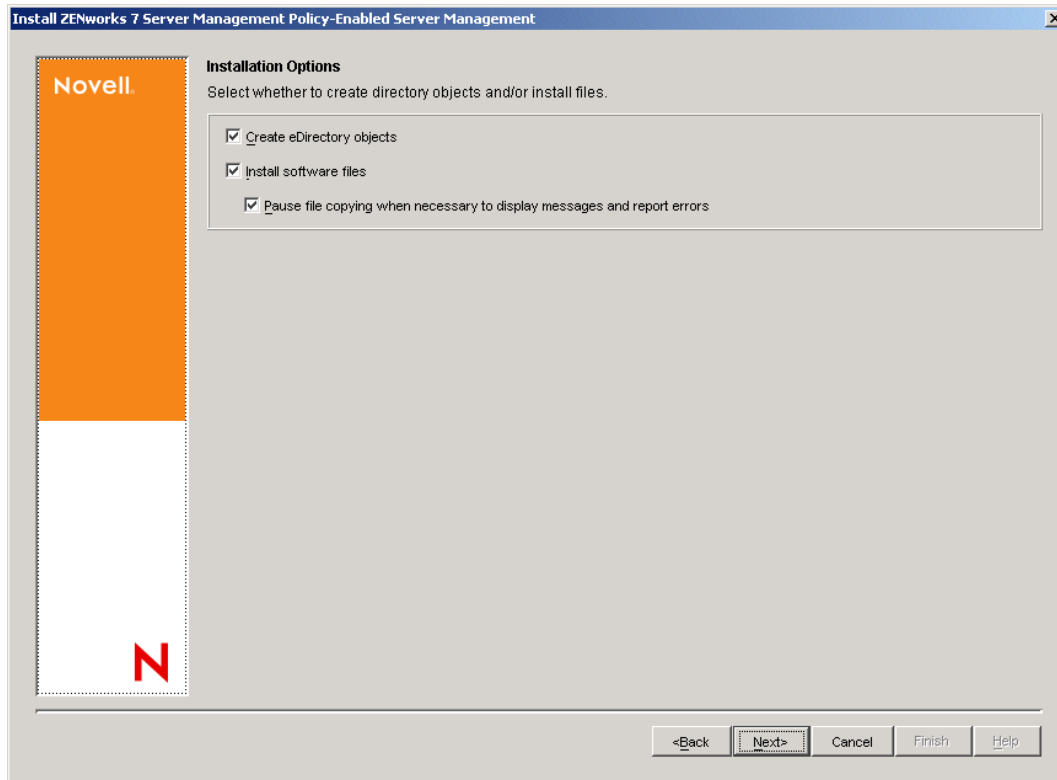 Install ZENworks 7 Server Management Policy-Enabled Server Management
Novell.
Installation Options
Select whether to create directory objects and/or install files.
Create eDirectory objects
Install software files
Pause file copying when necessary to display messages and report errors
N
<Back
Next>
Cancel
Finish
Help